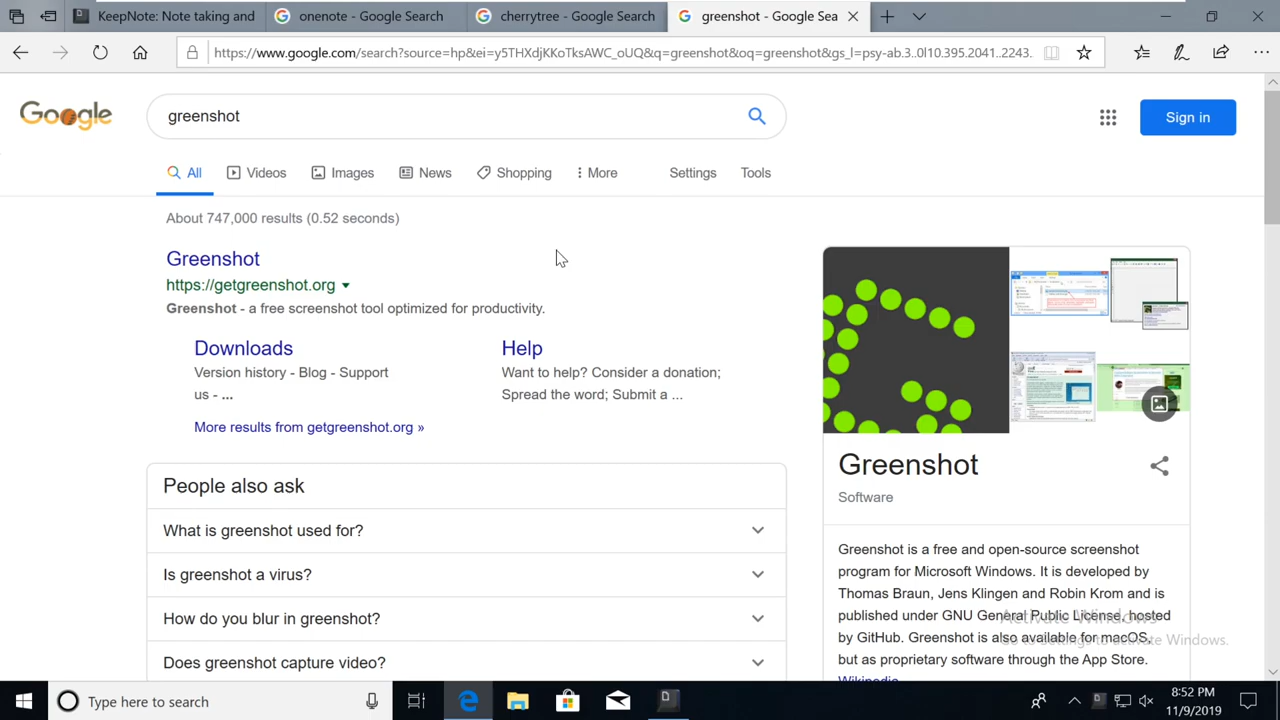 KeepNote: Note taking and
onenote - Google Search
cherrytree - Google Search
greenshot - Google Sea
https://www.google.com/search?source=hp&ei=y5THXdjKKoTksAWC_oUQ&q=greenshot&oq=greenshot&gs_l=psy-ab.3..0l10.395.2041..2243.
Google
greenshot
Sign in
All
Videos
Images
News
Shopping
More
Settings
Tools
About 747,000 results (0.52 seconds)
Greenshot
https://getgreenshot.org
Greenshot - a free screenshot tool optimized for productivity.
Downloads
Version history - Blog - Support
us - ...
Help
Want to help? Consider a donation;
Spread the word; Submit a ...
More results from getgreenshot.org »
People also ask
What is greenshot used for?
Is greenshot a virus?
How do you blur in greenshot?
Does greenshot capture video?
Greenshot
Software
Greenshot is a free and open-source screenshot
program for Microsoft Windows. It is developed by
Thomas Braun, Jens Klingen and Robin Krom and is
published under GNU General Public License, hosted
by GitHub. Greenshot is also available for macOS,
but as proprietary software through the App Store.
Wikipedia
Activate Windows
Go to Settings to activate Windows.
Type here to search
8:52 PM
11/9/2019